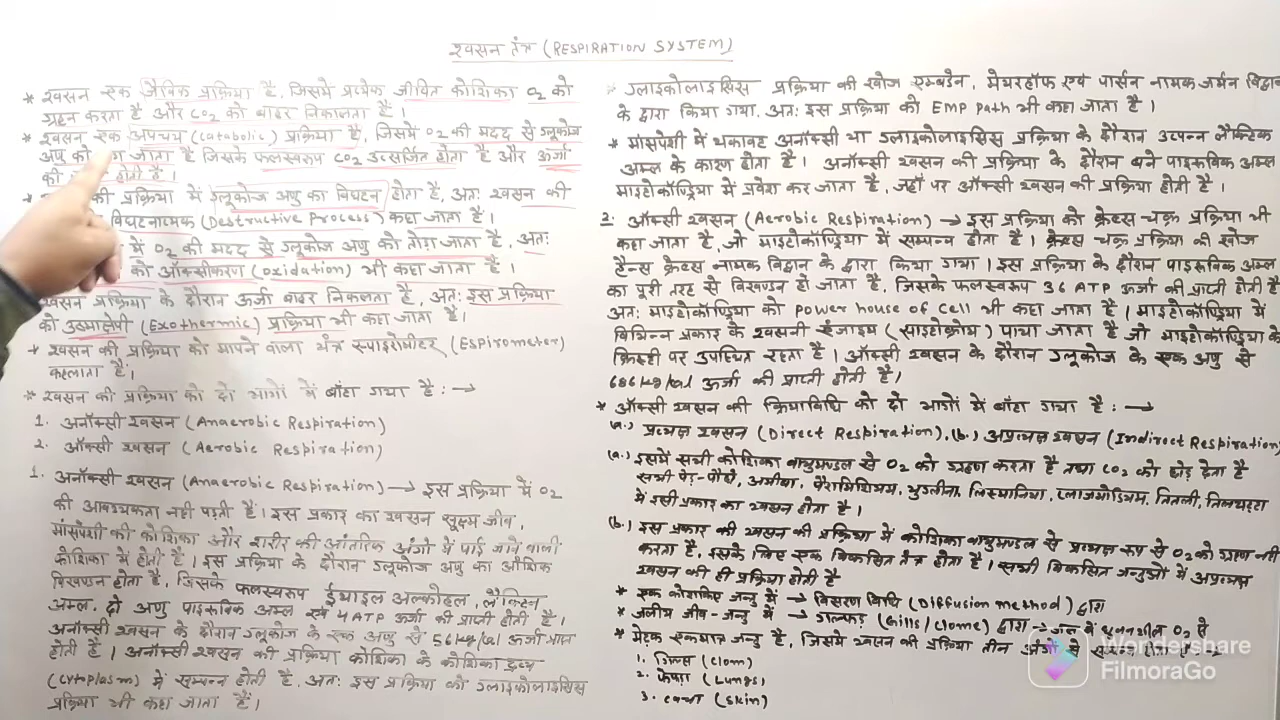 श्वसन तंत्र (RESPIRATION SYSTEM)
* श्वसन एक जैविक प्रक्रिया है, जिसमें प्रत्येक जीवित कोशिका O2 को
ग्रहन करता है और CO2 को बाहर निकालता है।
* श्वसन एक अपचय (Catabolic) प्रक्रिया है, जिसमें O2 की मदद से ग्लूकोज
अणु को जाता है जिसके फलस्वरूप CO2 उत्सर्जित होता है और ऊर्जा
की होती है।
* की प्रक्रिया में ग्लूकोज अणु का विघटन होता है, अतः श्वसन की
विघटनात्मक (Destructive Process) कहा जाता है।
में O2 की मदद से ग्लूकोज अणु को तोड़ा जाता है, अतः
को ऑक्सीकरण (Oxidation) भी कहा जाता है।
श्वसन प्रक्रिया के दौरान ऊर्जा बाहर निकलता है, अतः इस प्रक्रिया
को उष्माक्षेपी (Exothermic) प्रक्रिया भी कहा जाता है।
* श्वसन की प्रक्रिया को मापने वाला यंत्र स्पाइरोमीटर (Espirometer)
कहलाता है।
* श्वसन की प्रक्रिया को दो भागों में बाँटा गया है :→
1. अनॉक्सी श्वसन (Anaerobic Respiration)
2. ऑक्सी श्वसन (Aerobic Respiration)
1. अनॉक्सी श्वसन (Anaerobic Respiration) → इस प्रक्रिया में O2
की आवश्यकता नही पड़ती है। इस प्रकार का श्वसन सूक्ष्म जीव,
मांसपेशी की कोशिका और शरीर की आंतरिक अंगो में पाई जाने वाली
कोशिका में होती है। इस प्रक्रिया के दौरान ग्लूकोज अणु का आंशिक
विखण्डन होता है, जिसके फलस्वरूप ईथाइल अल्कोहल, लैक्टिन
अम्ल, दो अणु पाइरूविक अम्ल एवं 4ATP ऊर्जा की प्राप्ती होती है।
अनॉक्सी श्वसन के दौरान ग्लूकोज के एक अणु से 56kg/cal ऊर्जा प्राप्त
होती है। अनॉक्सी श्वसन की प्रक्रिया कोशिका के कोशिका द्रव्य
(Cytoplasm) में सम्पन्न होती है, अतः इस प्रक्रिया को ग्लाइकोलाइसिस
प्रक्रिया भी कहा जाता है।
* ग्लाइकोलाइसिस प्रक्रिया की खोज एम्बडेन, मेयरहॉफ एवं पार्सन नामक जर्मन विद्वान
के द्वारा किया गया, अतः इस प्रक्रिया को EMP Path भी कहा जाता है।
* मांसपेशी में थकावट अनॉक्सी या ग्लाइकोलाइसिस प्रक्रिया के दौरान उत्पन्न लैक्टिक
अम्ल के कारण होता है। अनॉक्सी श्वसन की प्रक्रिया के दौरान बने पाइरूविक अम्ल
माइटोकॉण्ड्रिया में प्रवेश कर जाता है, जहाँ पर ऑक्सी श्वसन की प्रक्रिया होती है।
2. ऑक्सी श्वसन (Aerobic Respiration) → इस प्रक्रिया को क्रेब्स चक्र प्रक्रिया भी
कहा जाता है, जो माइटोकॉण्ड्रिया में सम्पन्न होता है। क्रेब्स चक्र प्रक्रिया की खोज
हैन्स क्रेब्स नामक विद्वान के द्वारा किया गया। इस प्रक्रिया के दौरान पाइरूविक अम्ल
का पूरी तरह से विखण्डन हो जाता है, जिसके फलस्वरूप 36 ATP ऊर्जा की प्राप्ती होती है
अतः माइटोकॉण्ड्रिया को Power house of Cell भी कहा जाता है। माइटोकॉण्ड्रिया में
विभिन्न प्रकार के श्वसनी इंजाइम (साइटोक्रोम) पाया जाता है जो माइटोकॉण्ड्रिया के
क्रिस्टी पर उपस्थित रहता है। ऑक्सी श्वसन के दौरान ग्लूकोज के एक अणु से
686kg/cal ऊर्जा की प्राप्ती होती है।
* ऑक्सी श्वसन की क्रियाविधि को दो भागों में बाँटा गया है :→
(a.) प्रत्यक्ष श्वसन (Direct Respiration), (b.) अप्रत्यक्ष श्वसन (Indirect Respiration)
(a.) इसमें सभी कोशिका वायुमण्डल से O2 को ग्रहण करता है तथा CO2 को छोड़ देता है
सभी पेड़-पौधे, अमीबा, पैरामिशियम, युग्लीना, लिस्मानिया, प्लाज्मोडियम, तितली, तिलचट्टा
में इसी प्रकार का श्वसन होता है।
(b.) इस प्रकार की श्वसन की प्रक्रिया में कोशिका वायुमण्डल से प्रत्यक्ष रूप से O2 को ग्रहण नही
करता है, इसके लिए एक विकसित तंत्र होता है। सभी विकसित जन्तुओं में अप्रत्यक्ष
श्वसन की ही प्रक्रिया होती है
* एक कोशकिए जन्तु में → विसरण विधि (Diffusion method) द्वारा
* जलीय जीव-जन्तु में → गलफड़ (Gills/Clome) द्वारा → जल में घुलनशील O2 से
* मेढ़क एकमात्र जन्तु है, जिसमें श्वसन की प्रक्रिया तीन अंगो से सम्पन्न होता है →
1. गिल्स (Clom)
2. फेफड़ा (Lungs)
3. त्वचा (Skin)
Wondershare
FilmoraGo